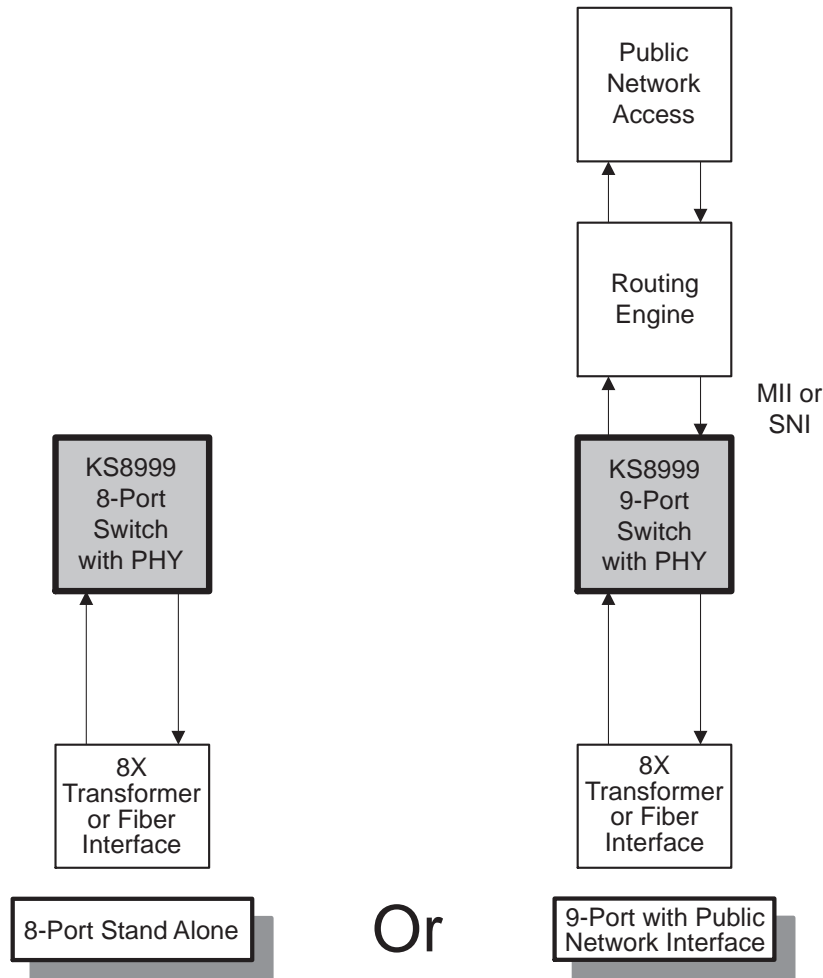 Public
Network
Access
Routing
Engine
MII or
SNI
KS8999
8-Port
Switch
with PHY
KS8999
9-Port
Switch
with PHY
8X
Transformer
or Fiber
Interface
8X
Transformer
or Fiber
Interface
8-Port Stand Alone
Or
9-Port with Public
Network Interface